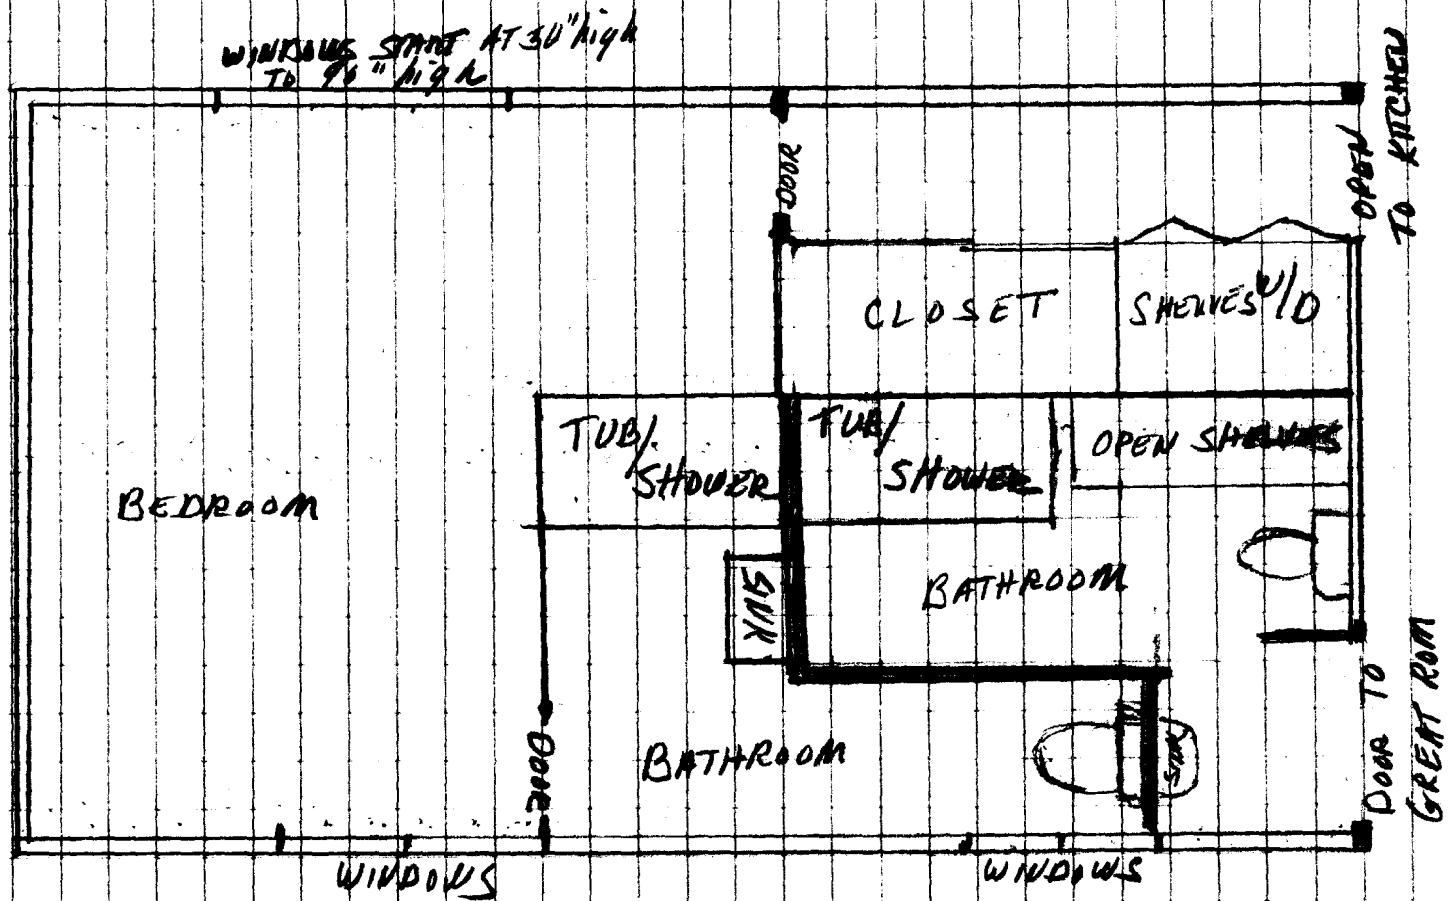 WINDOWS START AT 30" high
TO 96" high
DOOR
OPEN
TO KITCHEN
CLOSET
SHELVES W/D
TUB/
SHOWER
TUB/
SHOWER
OPEN SHELVES
BEDROOM
SINK
BATHROOM
BATHROOM
SINK
DOOR
DOOR TO
GREAT ROM
WINDOWS
WINDOWS